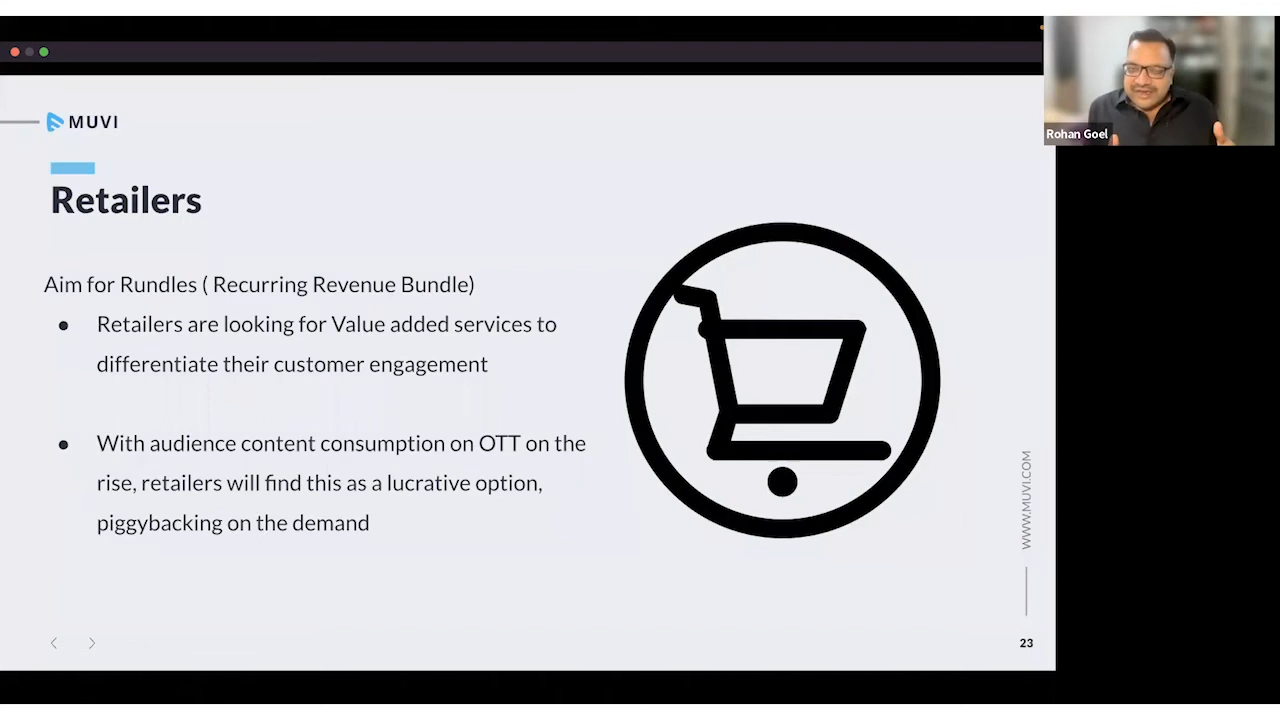 MUVI
Rohan Goel
Retailers
Aim for Rundles ( Recurring Revenue Bundle)
● Retailers are looking for Value added services to
differentiate their customer engagement
● With audience content consumption on OTT on the
rise, retailers will find this as a lucrative option,
piggybacking on the demand
WWW.MUVI.COM
23